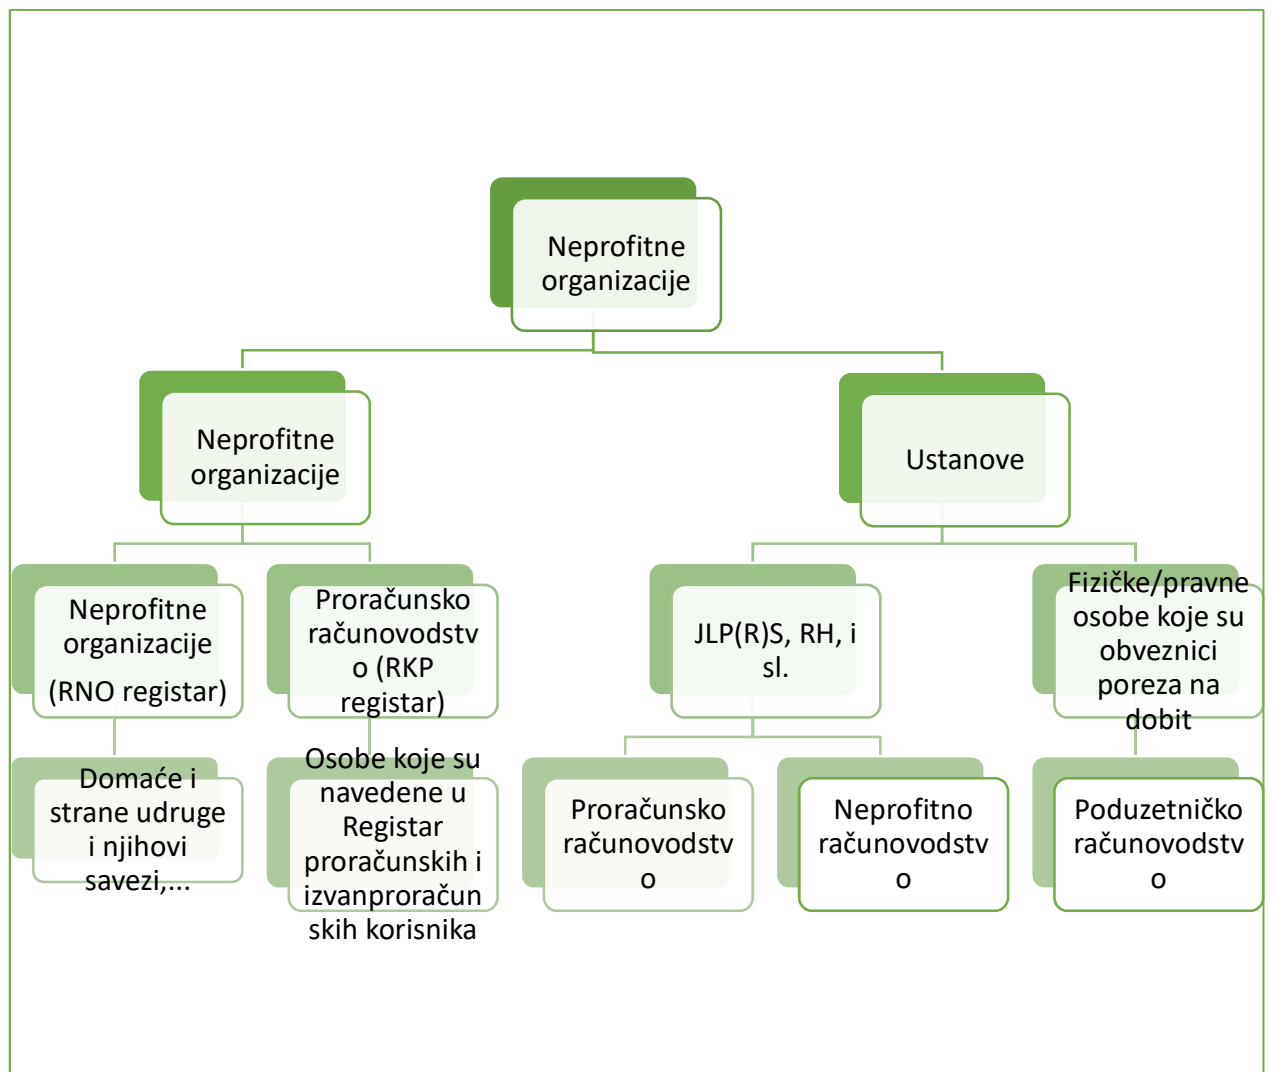 Neprofitne
organizacije
Neprofitne
organizacije
Ustanove
Neprofitne
organizacije
(RNO registar)
Proračunsko
računovodstv
o (RKP
registar)
JLP(R)S, RH, i
sl.
Fizičke/pravne
osobe koje su
obveznici
poreza na
dobit
Domaće i
strane udruge
i njihovi
savezi,...
Osobe koje su
navedene u
Registar
proračunskih i
izvanproračun
skih korisnika
Proračunsko
računovodstv
o
Neprofitno
računovodstv
o
Poduzetničko
računovodstv
o